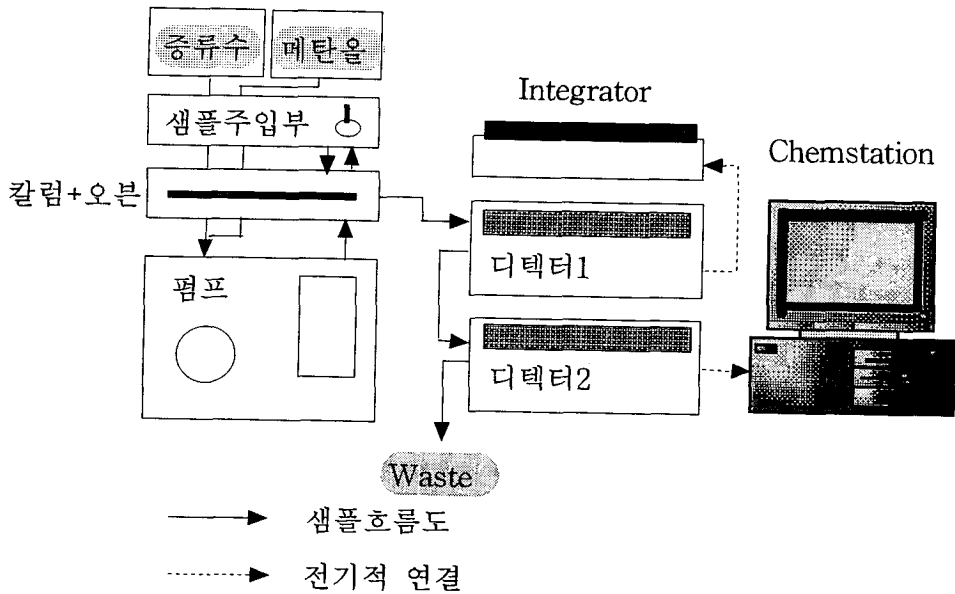 증류수
메탄올
샘플주입부
칼럼+오븐
펌프
Integrator
Chemstation
디텍터1
디텍터2
Waste
샘플흐름도
전기적 연결